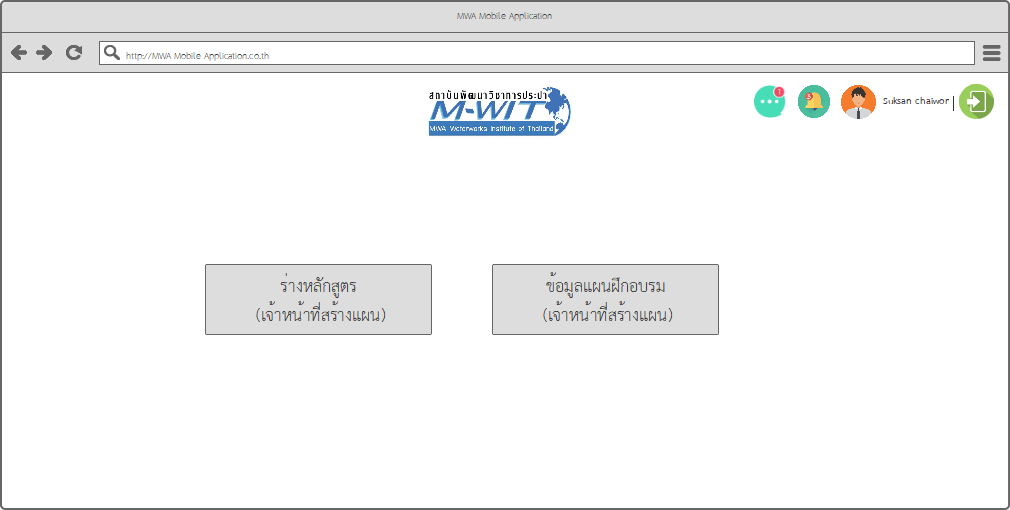 MWA Mobile Application
http://MWA Mobile Application.co.th
สถาบันพัฒนาวิชาการประปา
M-WIT
MWA Waterworks Institute of Thailand
1
Suksan chaiwon
ร่างหลักสูตร
(เจ้าหน้าที่สร้างแผน)
ข้อมูลแผนฝึกอบรม
(เจ้าหน้าที่สร้างแผน)